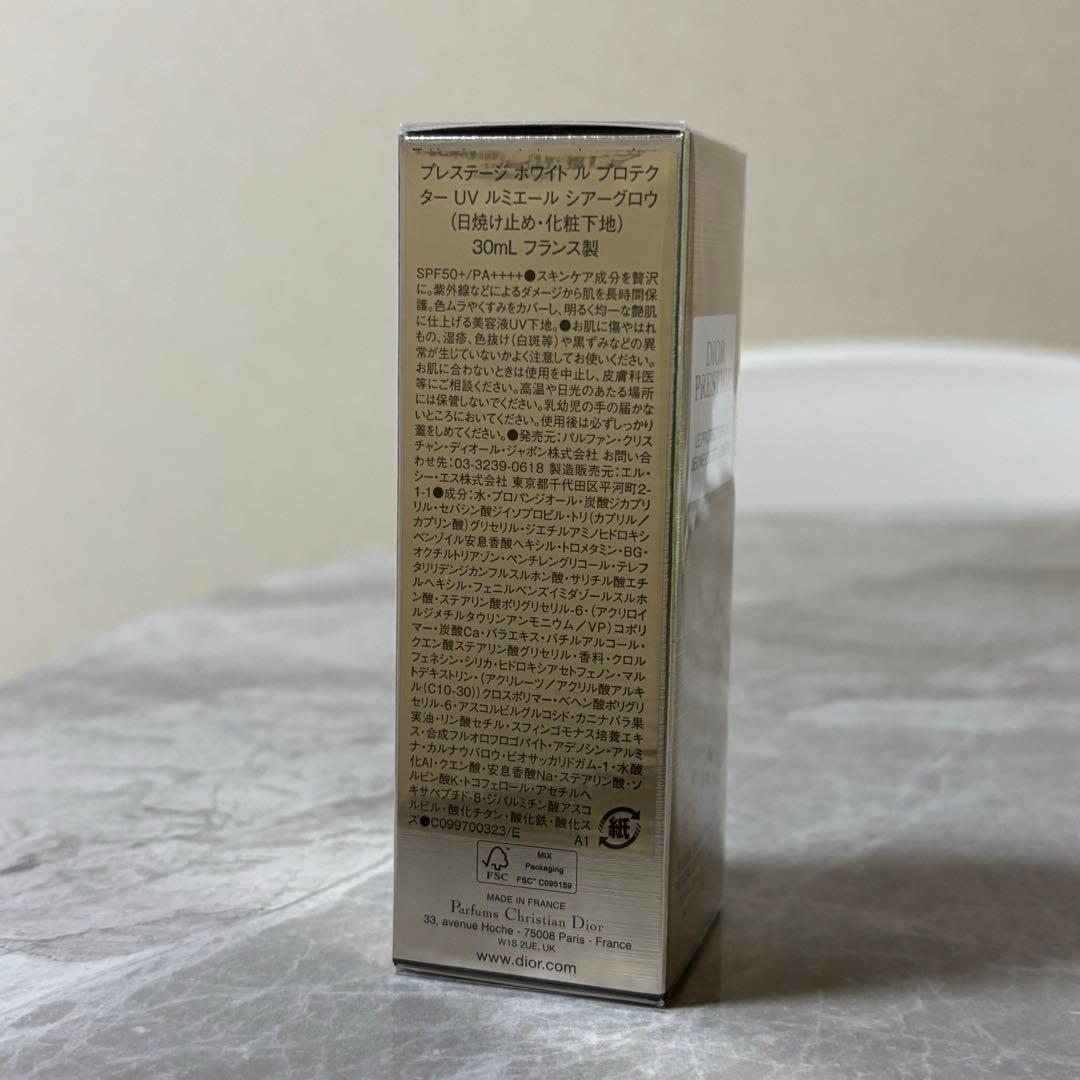 プレステージ ホワイト ル プロテク
ター UV ルミエール シアーグロウ
(日焼け止め・化粧下地)
30mL フランス製
SPF50+/PA++++●スキンケア成分を贅沢
に。紫外線などによるダメージから肌を長時間保
護。色ムラやくすみをカバーし、明るく均一な艶肌
に仕上げる美容液UV下地。●お肌に傷やはれ
もの、湿疹、色抜け(白斑等)や黒ずみなどの異
常が生じていないかよく注意してお使いください。
お肌に合わないときは使用を中止し、皮膚科医
等にご相談ください。高温や日光のあたる場所
には保管しないでください。乳幼児の手の届かな
いところにおいてください。使用後は必ずしっかり
蓋をしめてください。●発売元:パルファン・クリス
チャン・ディオール・ジャポン株式会社 お問い合
わせ先:03-3239-0618 製造販売元:エル・
シー・エス株式会社 東京都千代田区平河町2-
1-1●成分:水・プロパンジオール・炭酸ジカプリ
リル・セバシン酸ジイソプロピル・トリ(カプリル/
カプリン酸)グリセリル・ジエチルアミノヒドロキシ
ベンゾイル安息香酸ヘキシル・トロメタミン・BG・
オクチルトリアゾン・ペンチレングリコール・テレフ
タリリデンジカンフルスルホン酸・サリチル酸エチ
ルヘキシル・フェニルベンズイミダゾールスルホ
ン酸・ステアリン酸ポリグリセリル-6・(アクリロイ
ルジメチルタウリンアンモニウム/VP)コポリ
マー・炭酸Ca・バラエキス・バチルアルコール・
クエン酸ステアリン酸グリセリル・香料・クロル
フェネシン・シリカ・ヒドロキシアセトフェノン・マル
トデキストリン・(アクリレーツ/アクリル酸アルキ
ル(C10-30))クロスポリマー・ベヘン酸ポリグリ
セリル-6・アスコルビルグルコシド・カニナバラ果
実油・リン酸セチル・スフィンゴモナス培養エキ
ス・合成フルオロフロゴパイト・アデノシン・アルミ
ナ・カルナウバロウ・ビオサッカリドガム-1・水酸
化Al・クエン酸・安息香酸Na・ステアリン酸・ソ
ルビン酸K・トコフェロール・アセチルヘ
キサペプチド-8・ジパルミチン酸アスコ
ルビル・酸化チタン・酸化鉄・酸化ス
ズ●C099700323/E
A1
紙
FSC
MIX
Packaging
FSC™ C095159
MADE IN FRANCE
Parfums Christian Dior
33, avenue Hoche - 75008 Paris - France
W1S 2UE, UK
www.dior.com
DIOR